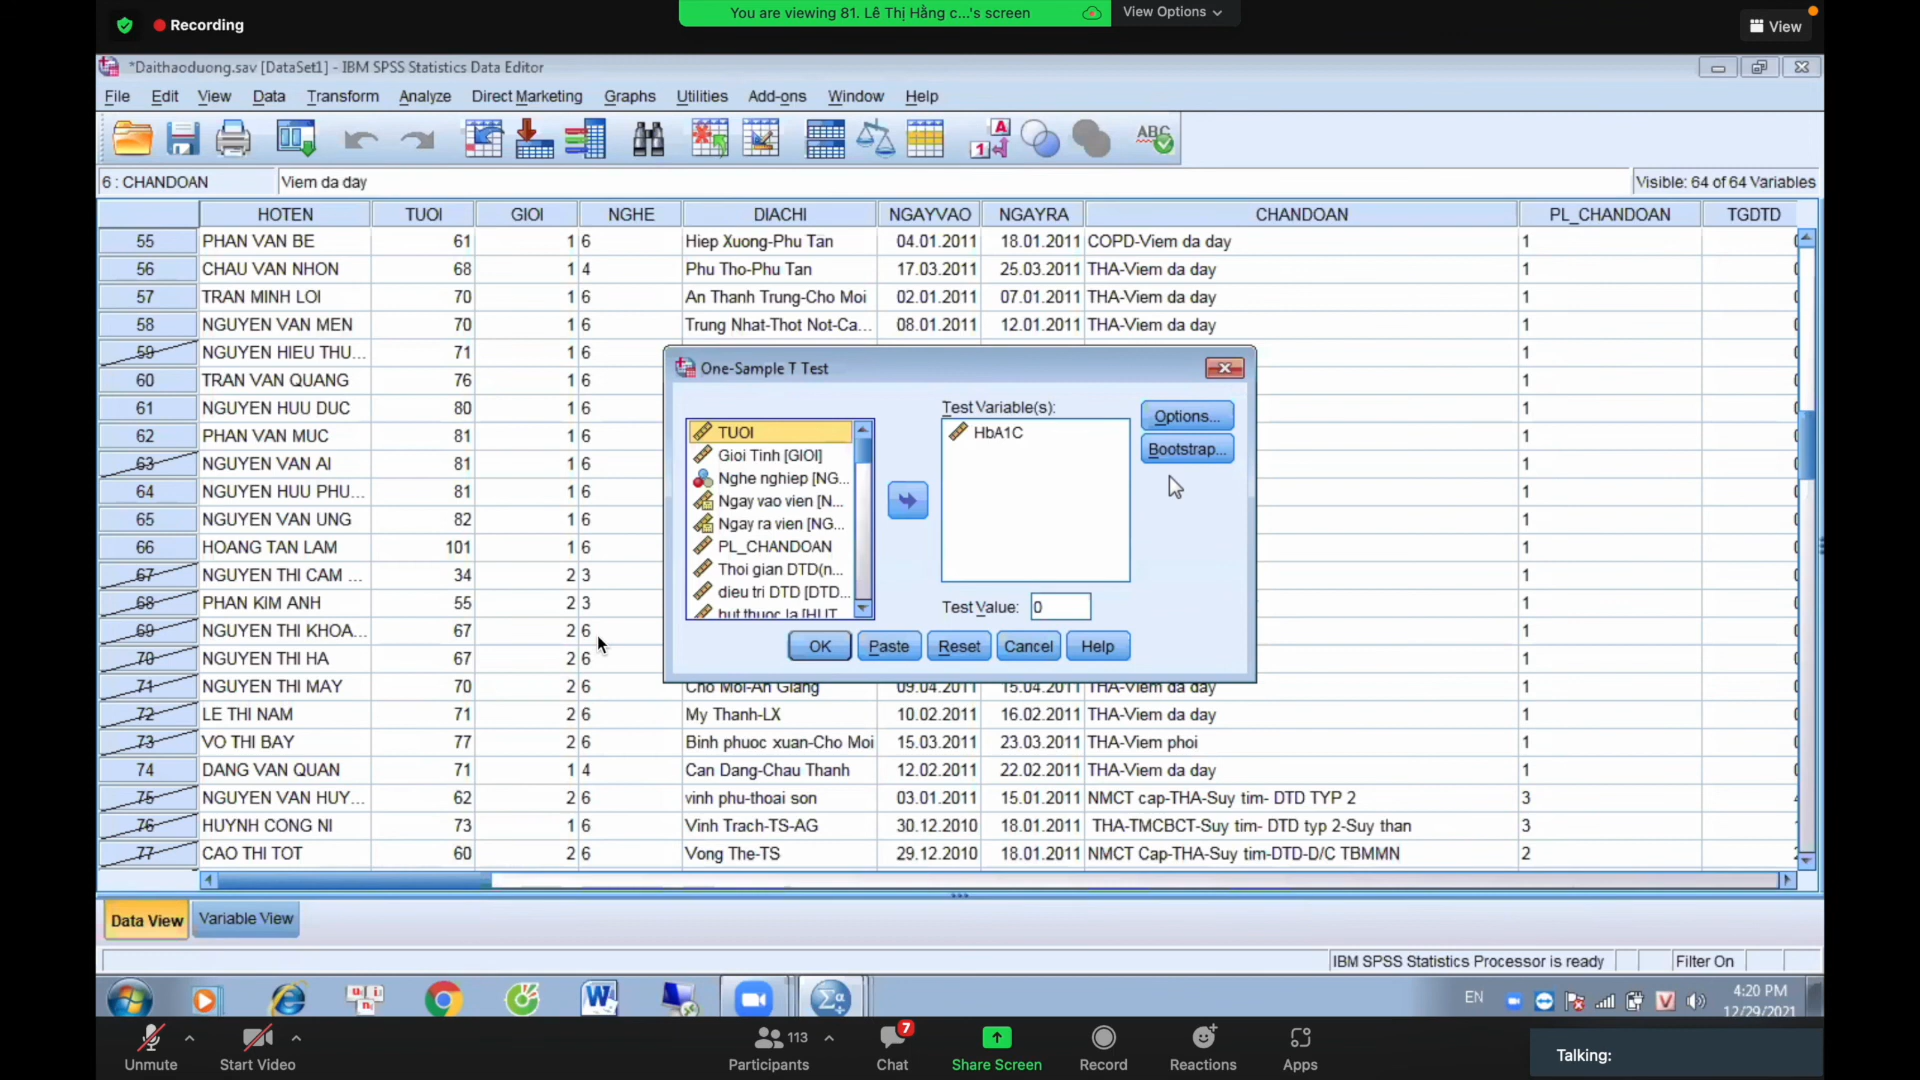 Recording
You are viewing 81. Lê Thị Hằng c...'s screen
View Options
View
*Daithaoduong.sav [DataSet1] - IBM SPSS Statistics Data Editor
File Edit View Data Transform Analyze Direct Marketing Graphs Utilities Add-ons Window Help
6 : CHANDOAN Viem da day Visible: 64 of 64 Variables
HOTEN TUOI GIOI NGHE DIACHI NGAYVAO NGAYRA CHANDOAN PL_CHANDOAN TGDTD
55 PHAN VAN BE 61 1 6 Hiep Xuong-Phu Tan 04.01.2011 18.01.2011 COPD-Viem da day 1
56 CHAU VAN NHON 68 1 4 Phu Tho-Phu Tan 17.03.2011 25.03.2011 THA-Viem da day 1
57 TRAN MINH LOI 70 1 6 An Thanh Trung-Cho Moi 02.01.2011 07.01.2011 THA-Viem da day 1
58 NGUYEN VAN MEN 70 1 6 Trung Nhat-Thot Not-Ca... 08.01.2011 12.01.2011 THA-Viem da day 1
59 NGUYEN HIEU THU... 71 1 6 1
60 TRAN VAN QUANG 76 1 6 1
61 NGUYEN HUU DUC 80 1 6 1
62 PHAN VAN MUC 81 1 6 1
63 NGUYEN VAN AI 81 1 6 1
64 NGUYEN HUU PHU... 81 1 6 1
65 NGUYEN VAN UNG 82 1 6 1
66 HOANG TAN LAM 101 1 6 1
67 NGUYEN THI CAM ... 34 2 3 1
68 PHAN KIM ANH 55 2 3 1
69 NGUYEN THI KHOA... 67 2 6 1
70 NGUYEN THI HA 67 2 6 1
71 NGUYEN THI MAY 70 2 6 Cho Moi-An Giang 09.04.2011 15.04.2011 THA-Viem da day 1
72 LE THI NAM 71 2 6 My Thanh-LX 10.02.2011 16.02.2011 THA-Viem da day 1
73 VO THI BAY 77 2 6 Binh phuoc xuan-Cho Moi 15.03.2011 23.03.2011 THA-Viem phoi 1
74 DANG VAN QUAN 71 1 4 Can Dang-Chau Thanh 12.02.2011 22.02.2011 THA-Viem da day 1
75 NGUYEN VAN HUY... 62 2 6 vinh phu-thoai son 03.01.2011 15.01.2011 NMCT cap-THA-Suy tim- DTD TYP 2 3
76 HUYNH CONG NI 73 1 6 Vinh Trach-TS-AG 30.12.2010 18.01.2011 THA-TMCBCT-Suy tim- DTD typ 2-Suy than 3
77 CAO THI TOT 60 2 6 Vong The-TS 29.12.2010 18.01.2011 NMCT Cap-THA-Suy tim-DTD-D/C TBMMN 2
One-Sample T Test
TUOI
Gioi Tinh [GIOI]
Nghe nghiep [NG...
Ngay vao vien [N...
Ngay ra vien [NG...
PL_CHANDOAN
Thoi gian DTD(n...
dieu tri DTD [DTD...
hut thuoc la [HUT
Test Variable(s):
HbA1C
Options...
Bootstrap...
Test Value: 0
OK Paste Reset Cancel Help
Data View Variable View
IBM SPSS Statistics Processor is ready Filter On
EN
4:20 PM
12/29/2021
Unmute Start Video Participants 113 Chat 7 Share Screen Record Reactions Apps
Talking: